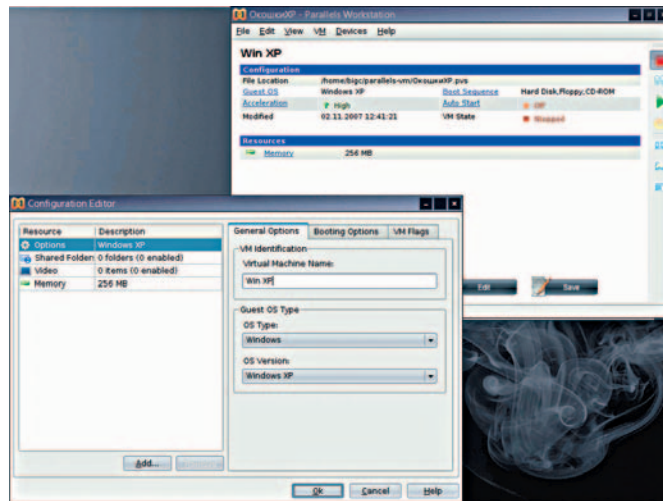 ОкошкиXP - Parallels Workstation
File Edit View VM Devices Help
Win XP
Configuration
File Location /home/bigc/parallels-vm/ОкошкиXP.pvs
Guest OS Windows XP Boot Sequence Hard Disk,Floppy,CD-ROM
Acceleration High Auto Start Off
Modified 02.11.2007 12:41:21 VM State Stopped
Resources
Memory 256 MB
Edit Save
Configuration Editor
Resource Description
Options Windows XP
Shared Folders 0 folders (0 enabled)
Video 0 items (0 enabled)
Memory 256 MB
Add...
General Options Booting Options VM Flags
VM Identification
Virtual Machine Name:
Win XP
Guest OS Type
OS Type:
Windows
OS Version:
Windows XP
Ok Cancel Help